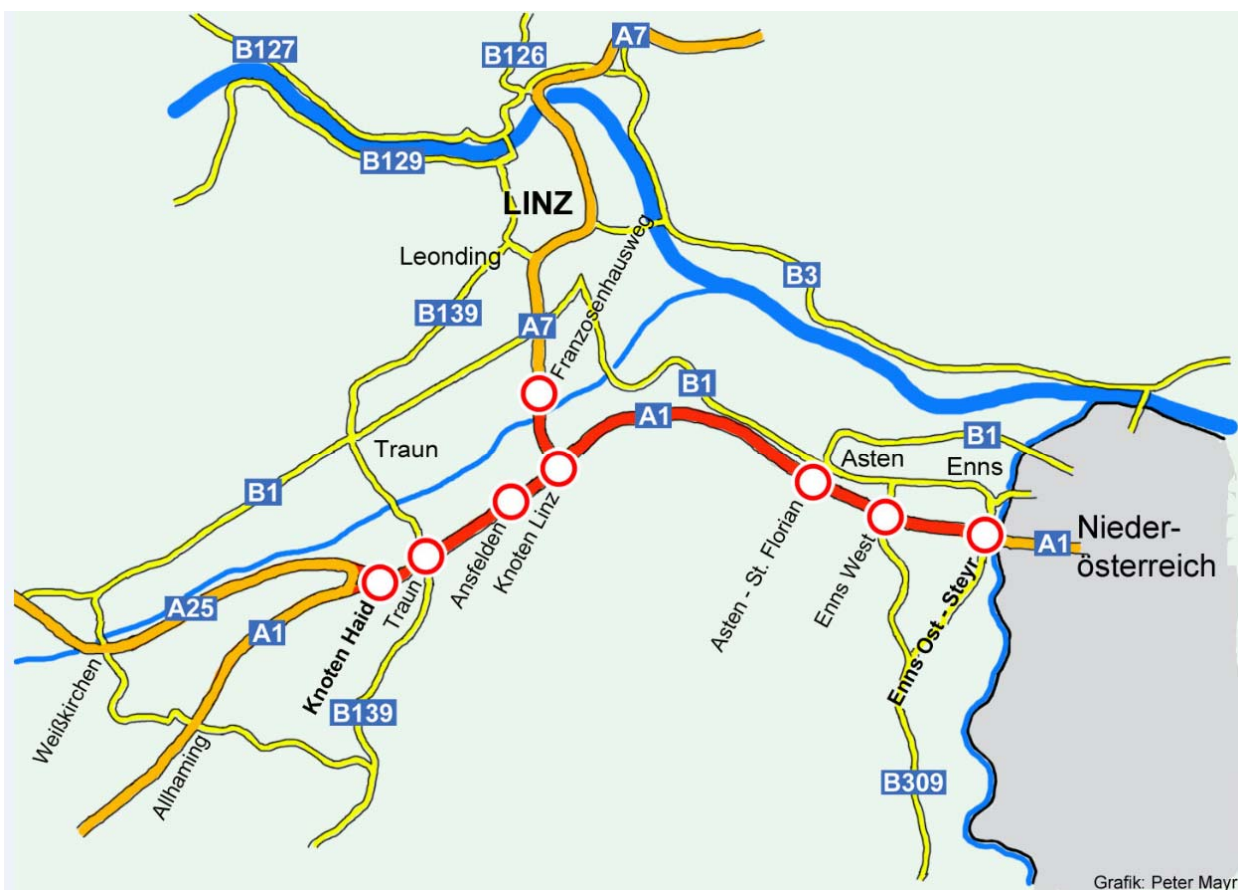 A7
B127
B126
B129
LINZ
Franzosenhausweg
Leonding
B3
B139
A7
B1
A1
B1
Traun
Asten
Enns
B1
Nieder-
österreich
A1
Knoten Linz
Ansfelden
Traun
Knoten Haid
Asten - St. Florian
Enns West
Enns Ost - Steyr
A25
A1
Weißkirchen
Allhaming
B139
B309
Grafik: Peter Mayr